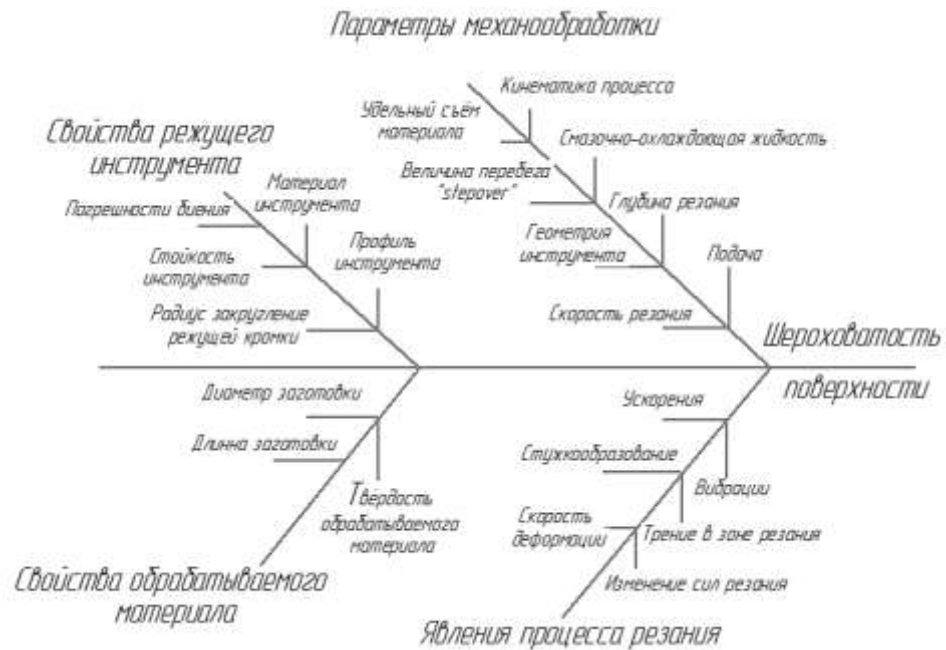 Параметры механообработки
Кинематика процесса
Удельный съём
материала
Смазочно-охлаждающая жидкость
Величина перебега
"stepover"
Глубина резания
Геометрия
инструмента
Подача
Скорость резания
Свойства режущего
инструмента
Материал
инструмента
Погрешности биения
Профиль
инструмента
Стойкость
инструмента
Радиус закругление
режущей кромки
Шероховатость
поверхности
Диаметр заготовки
Длинна заготовки
Твёрдость
обрабатываемого
материала
Свойства обрабатываемого
материала
Ускорения
Стужкообразование
Вибрации
Скорость
деформации
Трение в зоне резания
Изменение сил резания
Явления процесса резания